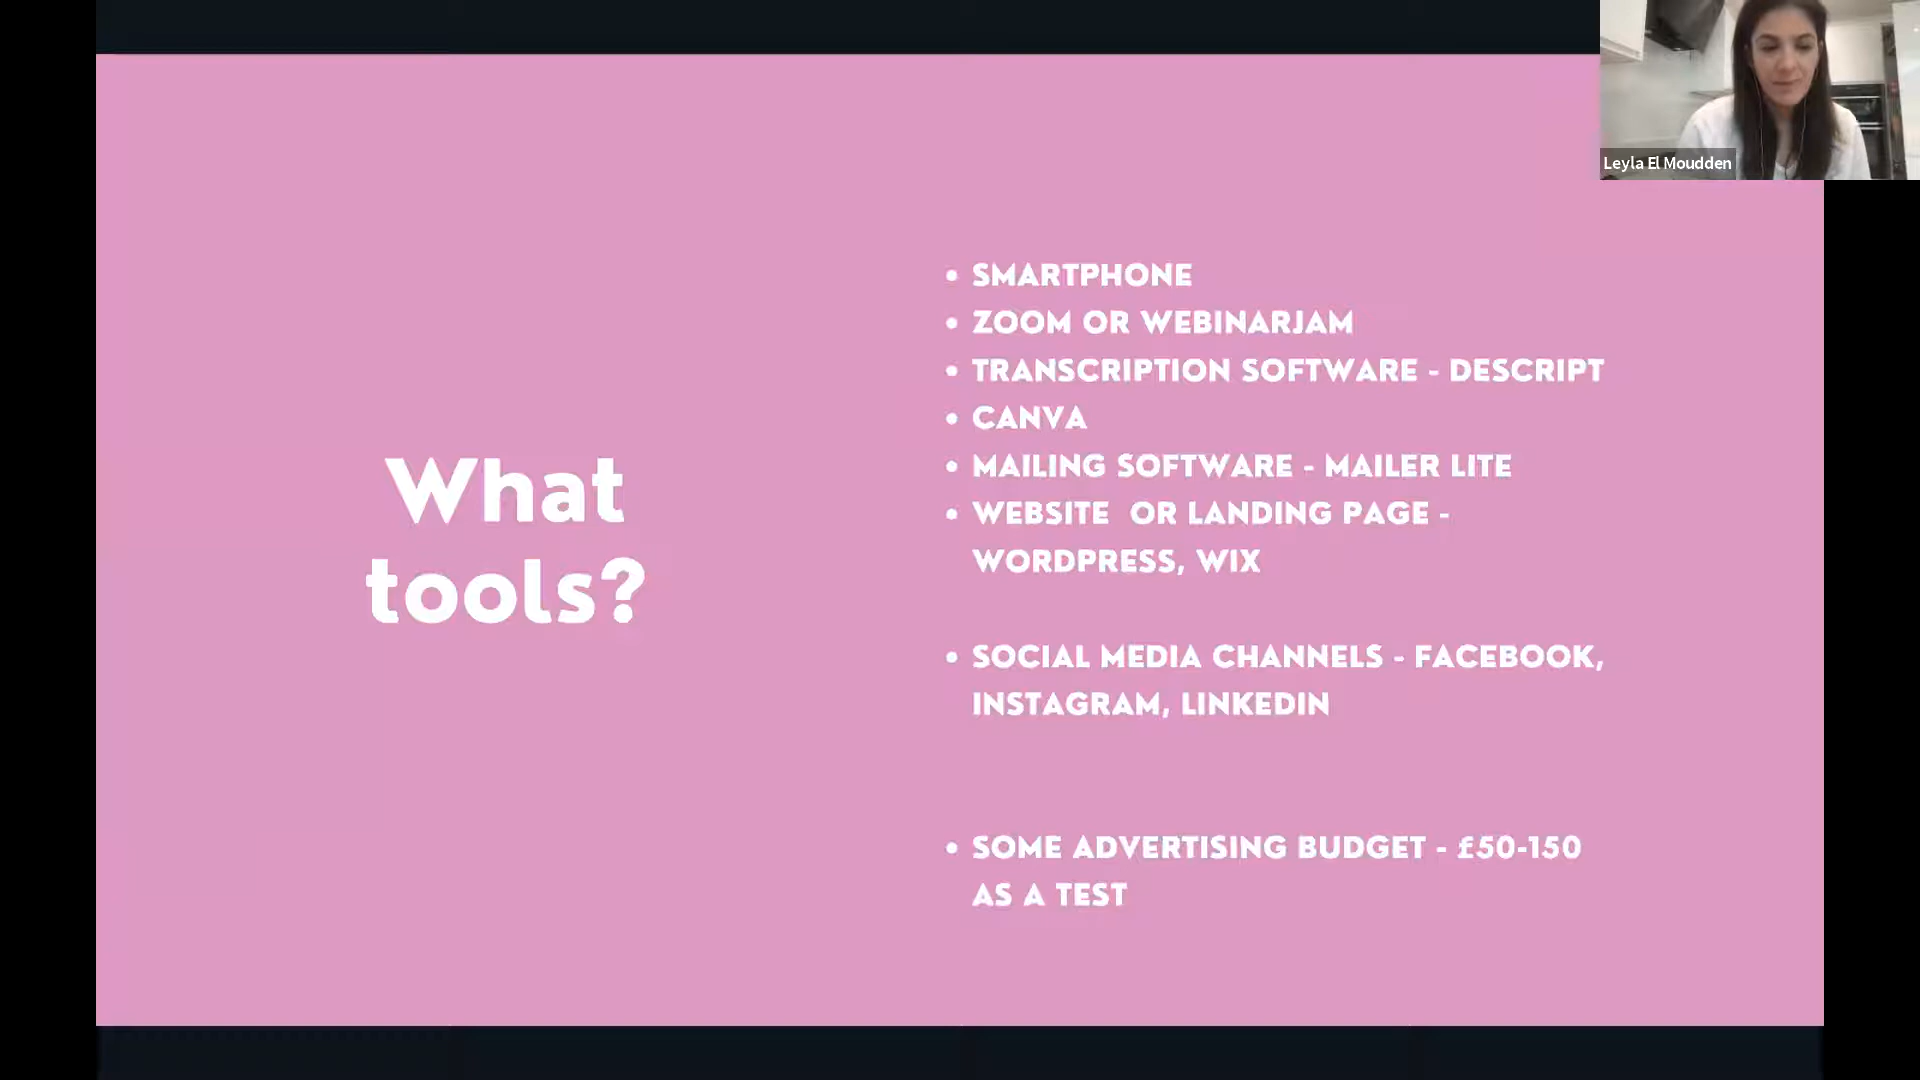 Leyla El Moudden
What
tools?
• SMARTPHONE
• ZOOM OR WEBINARJAM
• TRANSCRIPTION SOFTWARE - DESCRIPT
• CANVA
• MAILING SOFTWARE - MAILER LITE
• WEBSITE OR LANDING PAGE -
WORDPRESS, WIX
• SOCIAL MEDIA CHANNELS - FACEBOOK,
INSTAGRAM, LINKEDIN
• SOME ADVERTISING BUDGET - £50-150
AS A TEST